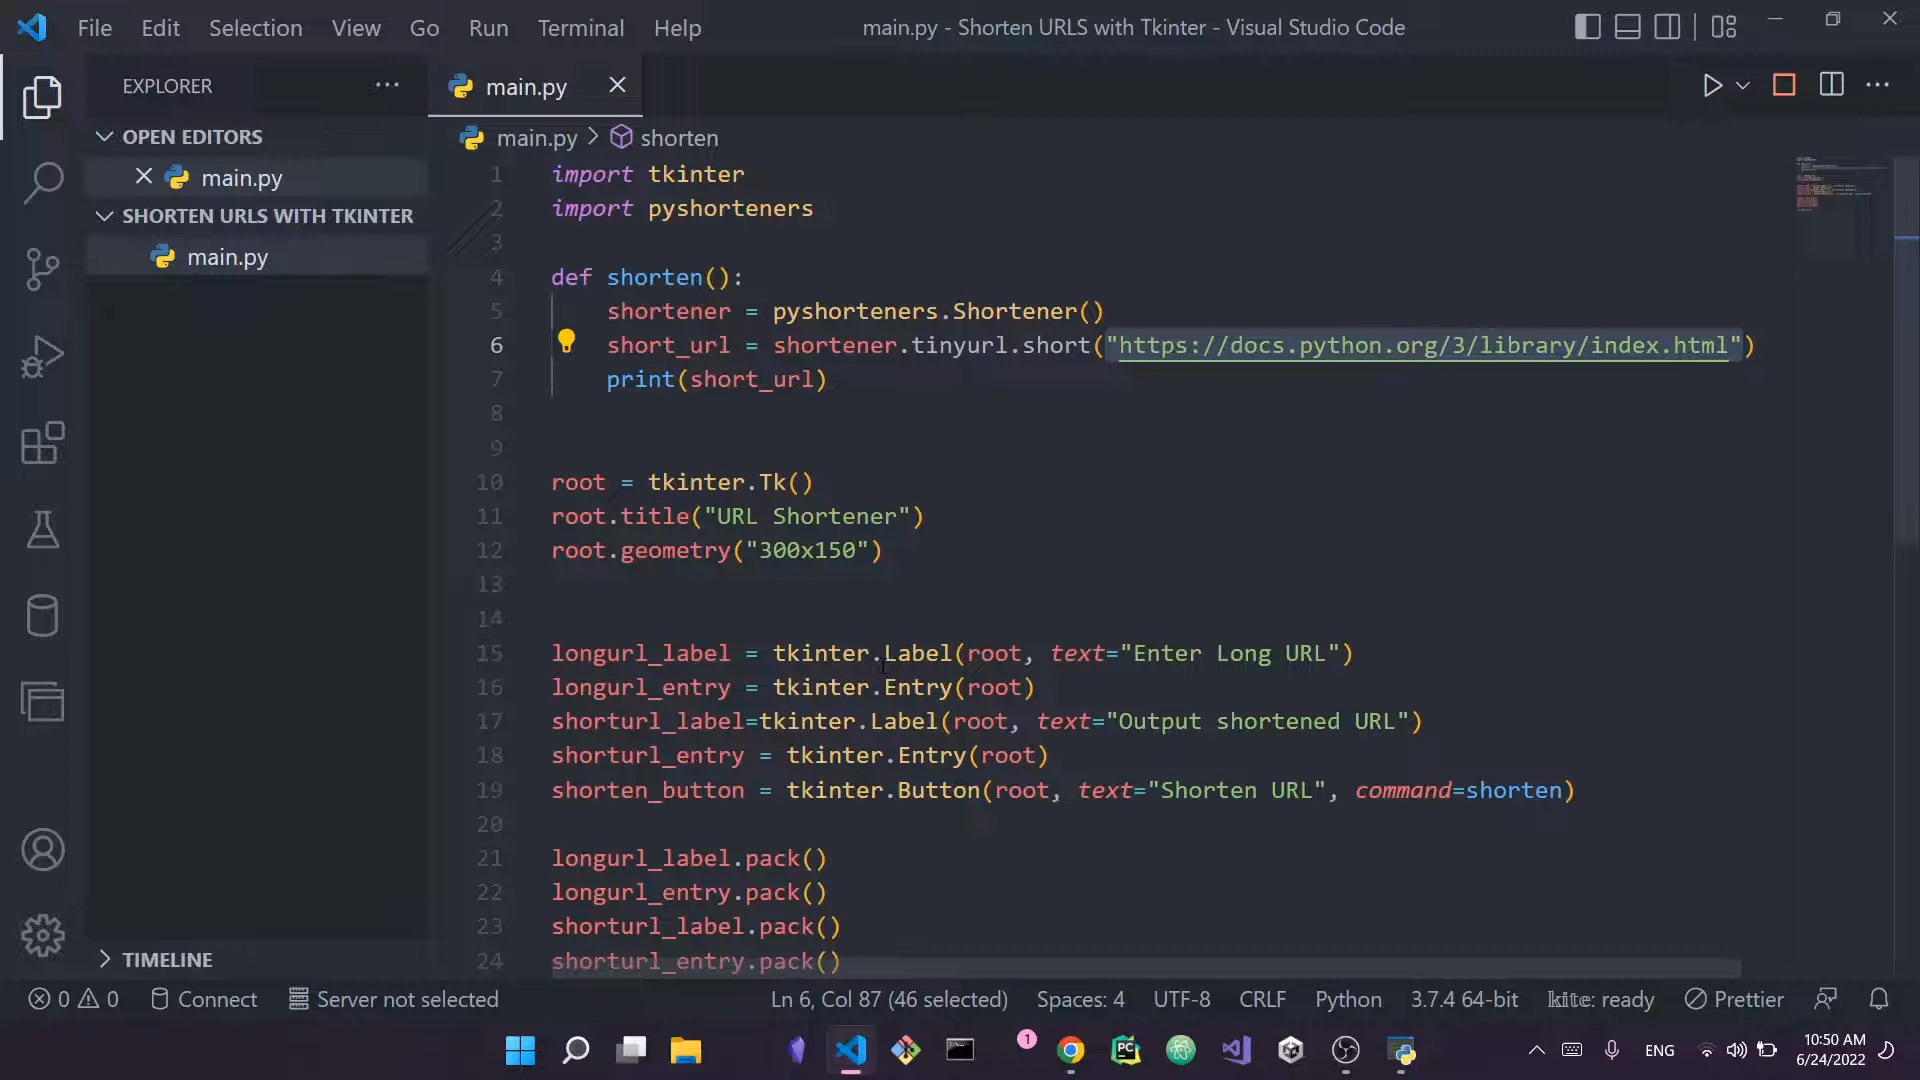 File Edit Selection View Go Run Terminal Help
main.py - Shorten URLS with Tkinter - Visual Studio Code
EXPLORER
main.py
OPEN EDITORS
main.py
SHORTEN URLS WITH TKINTER
main.py
TIMELINE
main.py > shorten
1 import tkinter
2 import pyshorteners
3
4 def shorten():
5 shortener = pyshorteners.Shortener()
6 short_url = shortener.tinyurl.short("https://docs.python.org/3/library/index.html")
7 print(short_url)
8
9
10 root = tkinter.Tk()
11 root.title("URL Shortener")
12 root.geometry("300x150")
13
14
15 longurl_label = tkinter.Label(root, text="Enter Long URL")
16 longurl_entry = tkinter.Entry(root)
17 shorturl_label=tkinter.Label(root, text="Output shortened URL")
18 shorturl_entry = tkinter.Entry(root)
19 shorten_button = tkinter.Button(root, text="Shorten URL", command=shorten)
20
21 longurl_label.pack()
22 longurl_entry.pack()
23 shorturl_label.pack()
24 shorturl_entry.pack()
0 0 Connect Server not selected Ln 6, Col 87 (46 selected) Spaces: 4 UTF-8 CRLF Python 3.7.4 64-bit kite: ready Prettier
1
PC
ENG
10:50 AM
6/24/2022